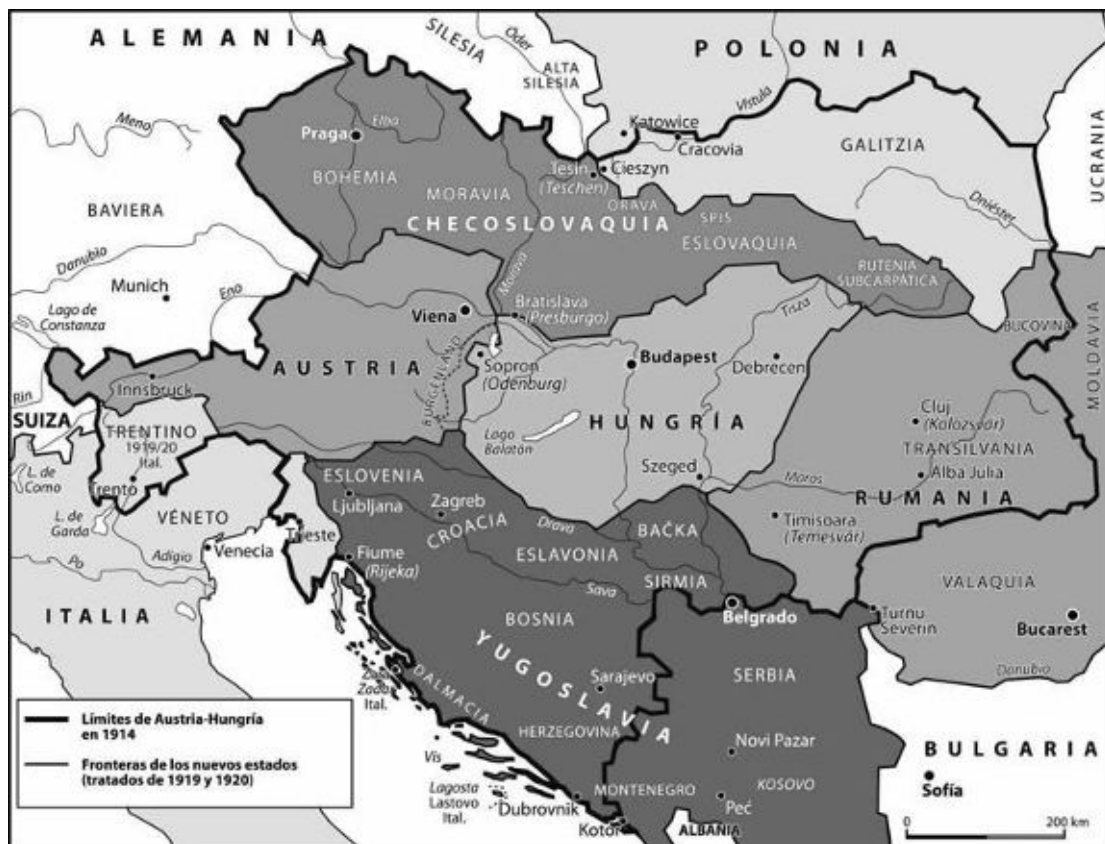 ALEMANIA
SILESIA
Oder
ALTA
SILESIA
POLONIA
Vístula
Katowice
Cracovia
GALITZIA
UCRANIA
Meno
Praga
Elba
BOHEMIA
MORAVIA
Tesin
(Teschen)
Cieszyn
Dniéster
BAVIERA
CHECOSLOVAQUIA
ORAVA
SPIS
ESLOVAQUIA
RUTENIA
SUBCARPÁTICA
Danubio
Munich
Eno
Lago de
Constanza
Viena
Morava
Bratislava
(Presburgo)
Tisza
BUCOVINA
MOLDAVIA
AUSTRIA
BURGENLAND
Sopron
(Odenburg)
Budapest
Debrecen
Innsbruck
Rin
SUIZA
TRENTINO
1919/20
Ital.
HUNGRÍA
Lago
Balatón
Cluj
(Kolozsvár)
TRANSILVANIA
Alba Julia
L. de
Como
Trento
ESLOVENIA
Szeged
Maros
RUMANIA
L. de
Garda
VÉNETO
Ljubljana
Zagreb
CROACIA
Drava
BAČKA
Timisoara
(Temesvár)
Adigio
Venecia
Trieste
Po
Fiume
(Rijeka)
ESLAVONIA
SIRMIA
VALAQUIA
ITALIA
Sava
BOSNIA
Belgrado
Turnu
Severin
Bucarest
YUGOSLAVIA
Danubio
Zada
Ital.
DALMACIA
Sarajevo
SERBIA
Límites de Austria-Hungría
en 1914
HERZEGOVINA
Novi Pazar
BULGARIA
Fronteras de los nuevos estados
(tratados de 1919 y 1920)
Vis
Lagosta
Lastovo
Ital.
Dubrovnik
MONTENEGRO
KOSOVO
Peć
Sofía
Kotor
ALBANIA
0
200 km